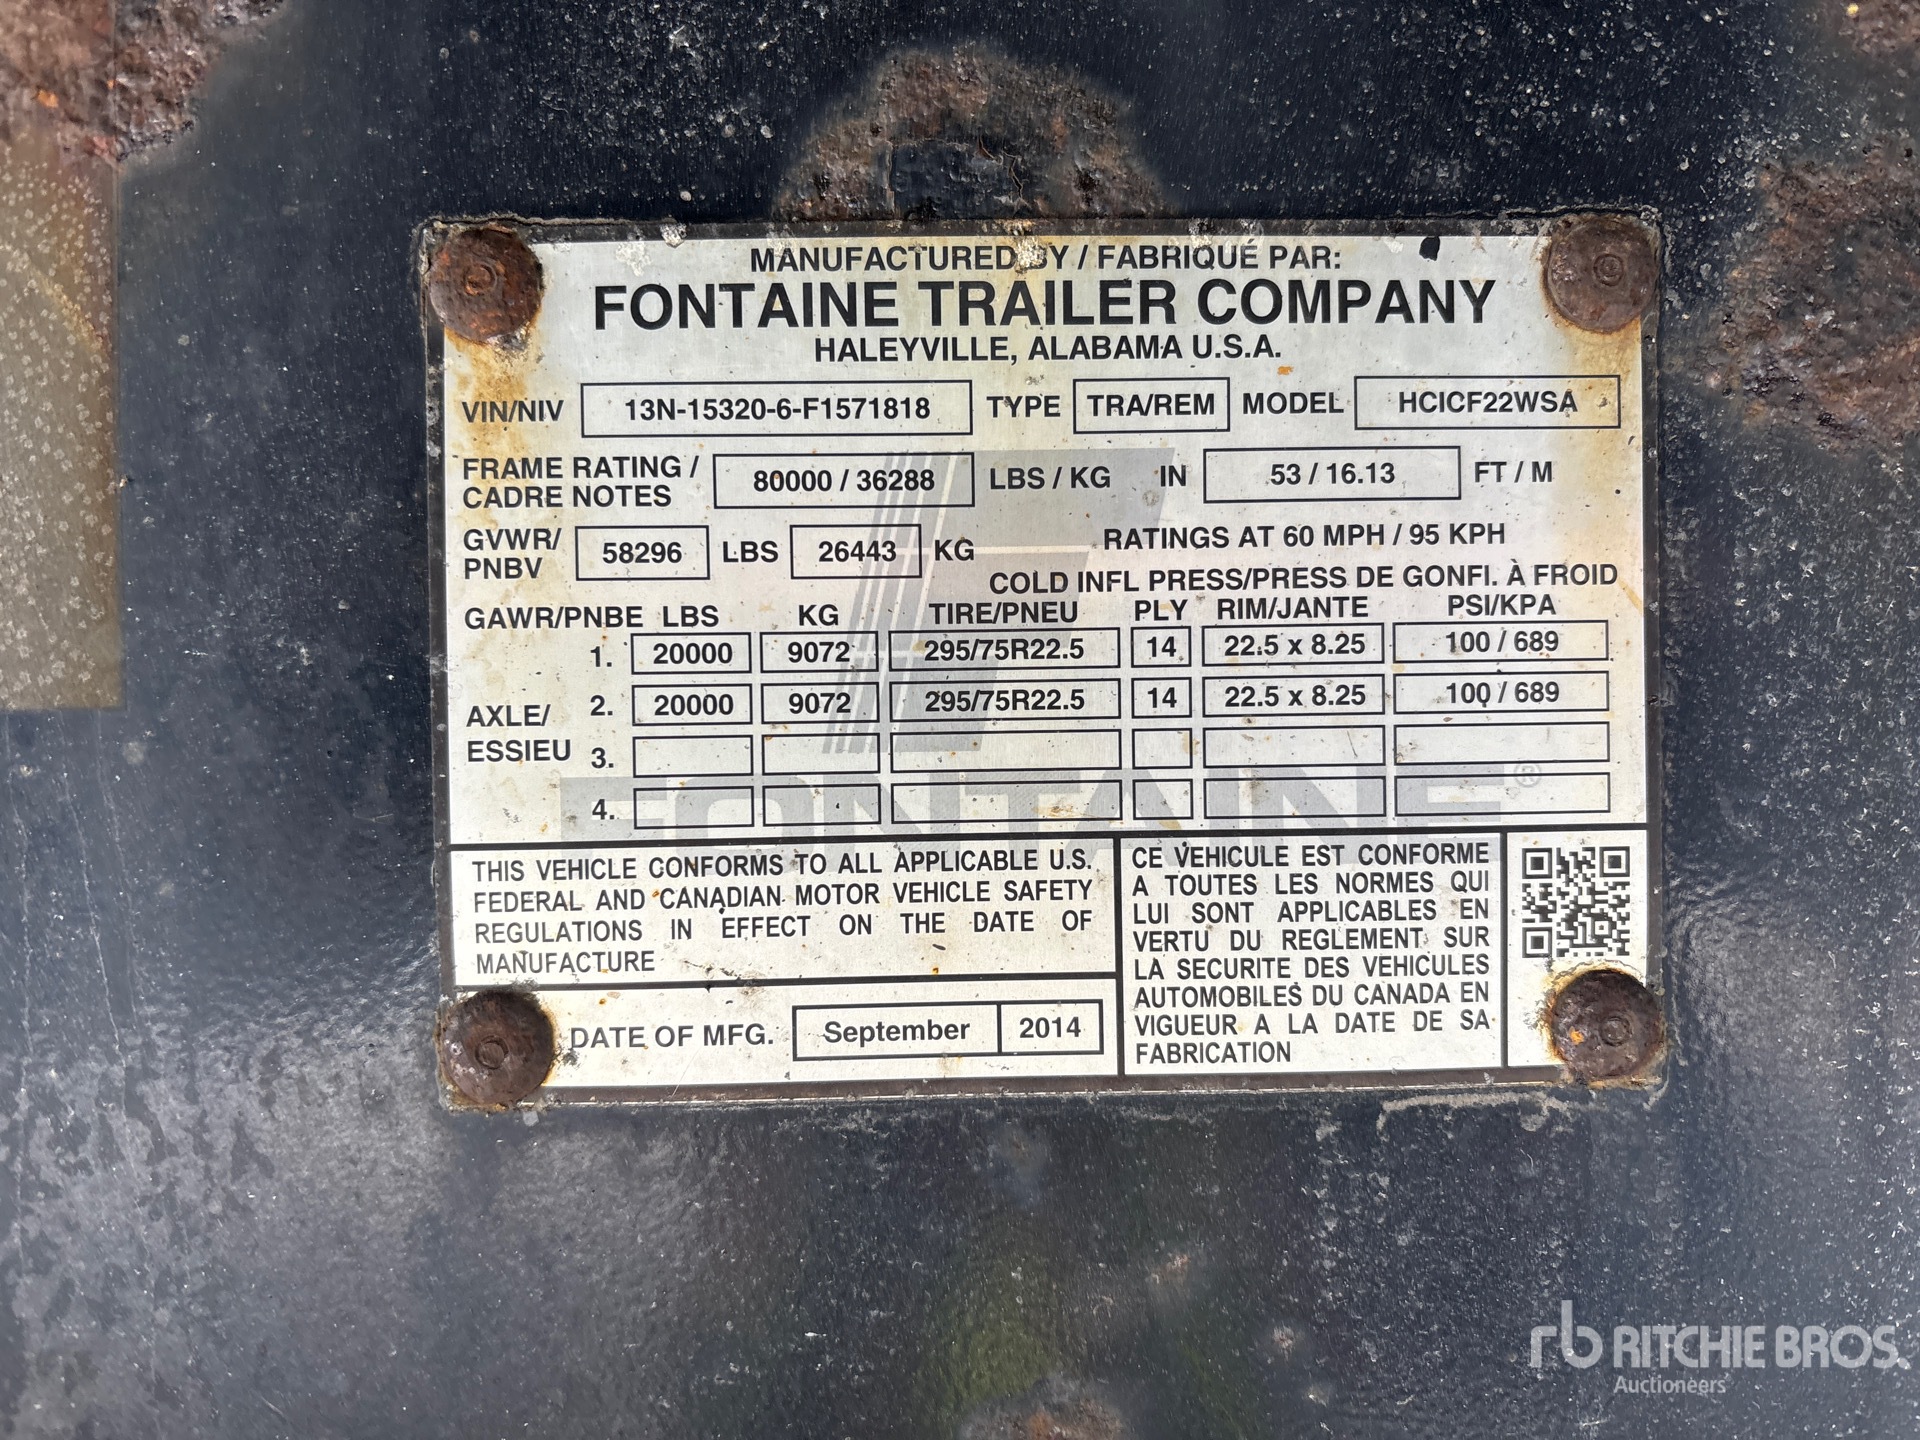 MANUFACTURED BY / FABRIQUÉ PAR:
FONTAINE TRAILER COMPANY
HALEYVILLE, ALABAMA U.S.A.
VIN/NIV 13N-15320-6-F1571818 TYPE TRA/REM MODEL HCICF22WSA
FRAME RATING / CADRE NOTES 80000 / 36288 LBS / KG IN 53 / 16.13 FT / M
GVWR/ PNBV 58296 LBS 26443 KG RATINGS AT 60 MPH / 95 KPH
COLD INFL PRESS/PRESS DE GONFL. À FROID
GAWR/PNBE LBS KG TIRE/PNEU PLY RIM/JANTE PSI/KPA
1. 20000 9072 295/75R22.5 14 22.5 x 8.25 100 / 689
AXLE/ ESSIEU 2. 20000 9072 295/75R22.5 14 22.5 x 8.25 100 / 689
3.
4.
FONTAINE ®
THIS VEHICLE CONFORMS TO ALL APPLICABLE U.S.
FEDERAL AND CANADIAN MOTOR VEHICLE SAFETY
REGULATIONS IN EFFECT ON THE DATE OF
MANUFACTURE
DATE OF MFG. September 2014
CE VEHICULE EST CONFORME
A TOUTES LES NORMES QUI
LUI SONT APPLICABLES EN
VERTU DU REGLEMENT SUR
LA SECURITE DES VEHICULES
AUTOMOBILES DU CANADA EN
VIGUEUR A LA DATE DE SA
FABRICATION
rb RITCHIE BROS.
Auctioneers